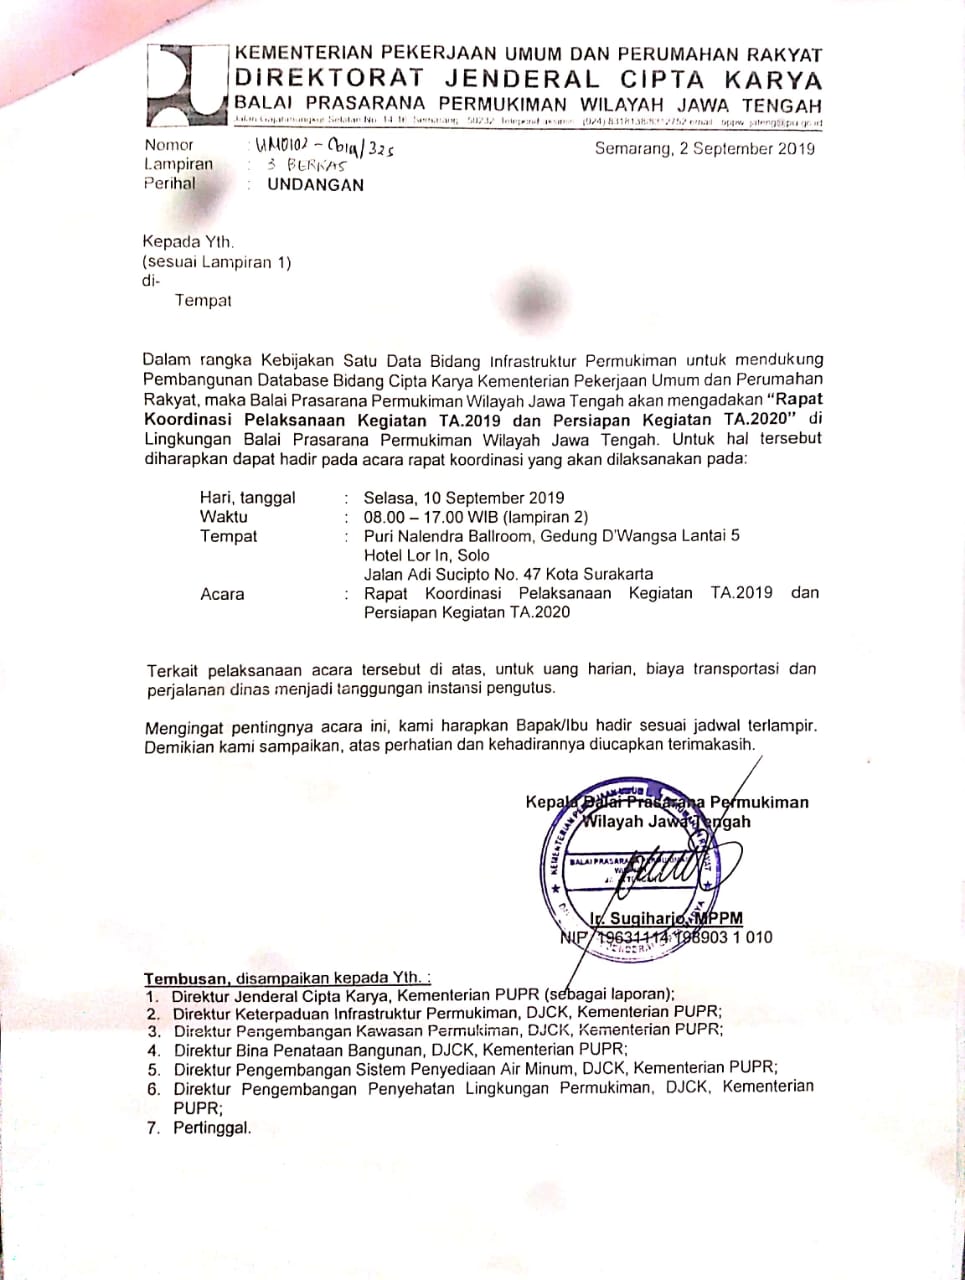 KEMENTERIAN PEKERJAAN UMUM DAN PERUMAHAN RAKYAT
DIREKTORAT JENDERAL CIPTA KARYA
BALAI PRASARANA PERMUKIMAN WILAYAH JAWA TENGAH
Selatan No. 14-16 Semarang 50232
Nomor : UM0102-Cb19/325
Semarang, 2 September 2019
Lampiran : 3 BERKAS
Perihal : UNDANGAN
Kepada Yth.
(sesuai Lampiran 1)
di-
Tempat
Dalam rangka Kebijakan Satu Data Bidang Infrastruktur Permukiman untuk mendukung
Pembangunan Database Bidang Cipta Karya Kementerian Pekerjaan Umum dan Perumahan
Rakyat, maka Balai Prasarana Permukiman Wilayah Jawa Tengah akan mengadakan “Rapat
Koordinasi Pelaksanaan Kegiatan TA.2019 dan Persiapan Kegiatan TA.2020” di
Lingkungan Balai Prasarana Permukiman Wilayah Jawa Tengah. Untuk hal tersebut
diharapkan dapat hadir pada acara rapat koordinasi yang akan dilaksanakan pada:
Hari, tanggal : Selasa, 10 September 2019
Waktu : 08.00 – 17.00 WIB (lampiran 2)
Tempat : Puri Nalendra Ballroom, Gedung D'Wangsa Lantai 5
Hotel Lor In, Solo
Jalan Adi Sucipto No. 47 Kota Surakarta
Acara : Rapat Koordinasi Pelaksanaan Kegiatan TA.2019 dan
Persiapan Kegiatan TA.2020
Terkait pelaksanaan acara tersebut di atas, untuk uang harian, biaya transportasi dan
perjalanan dinas menjadi tanggungan instansi pengutus.
Mengingat pentingnya acara ini, kami harapkan Bapak/Ibu hadir sesuai jadwal terlampir.
Demikian kami sampaikan, atas perhatian dan kehadirannya diucapkan terimakasih.
Kepala Balai Prasarana Permukiman
Wilayah Jawa Tengah
BALAI PRASARANA PERMUKIMAN
Ir. Sugiharjo, MPPM
NIP 19631114 198903 1 010
Tembusan, disampaikan kepada Yth. :
1. Direktur Jenderal Cipta Karya, Kementerian PUPR (sebagai laporan);
2. Direktur Keterpaduan Infrastruktur Permukiman, DJCK, Kementerian PUPR;
3. Direktur Pengembangan Kawasan Permukiman, DJCK, Kementerian PUPR;
4. Direktur Bina Penataan Bangunan, DJCK, Kementerian PUPR;
5. Direktur Pengembangan Sistem Penyediaan Air Minum, DJCK, Kementerian PUPR;
6. Direktur Pengembangan Penyehatan Lingkungan Permukiman, DJCK, Kementerian
PUPR;
7. Pertinggal.